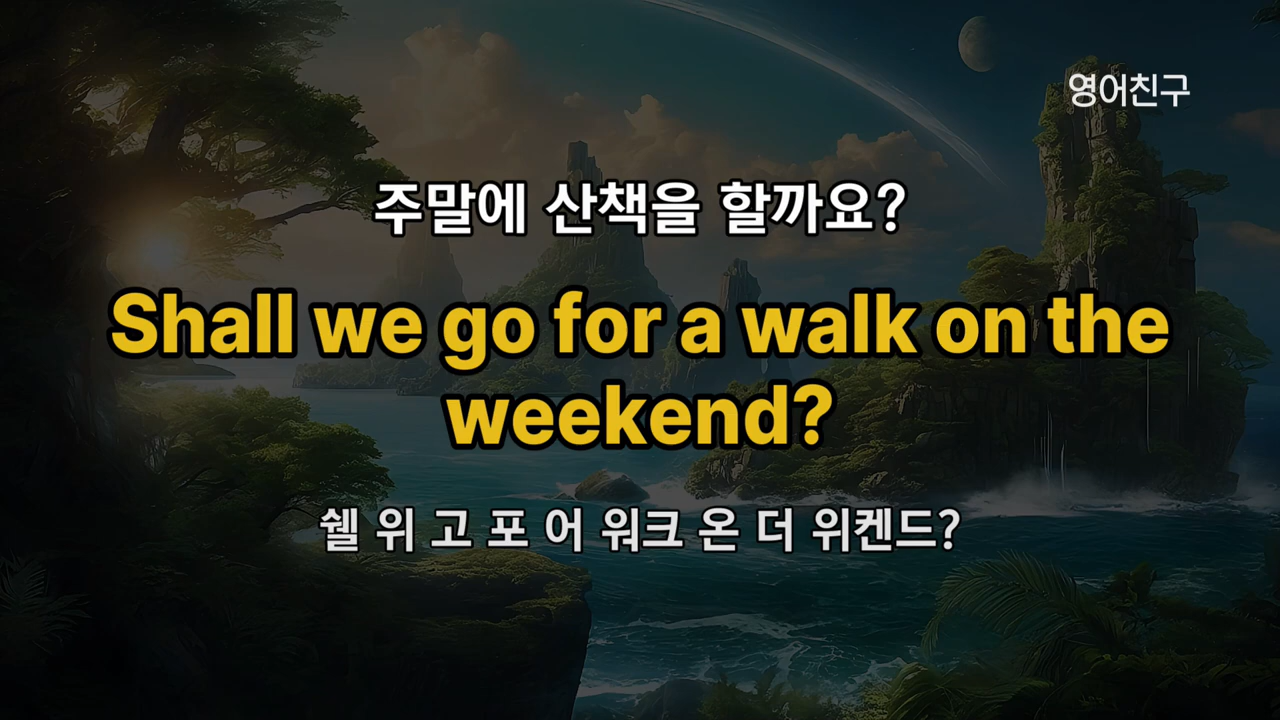 영어친구
주말에 산책을 할까요?
Shall we go for a walk on the
weekend?
쉘 위 고 포 어 워크 온 더 위켄드?